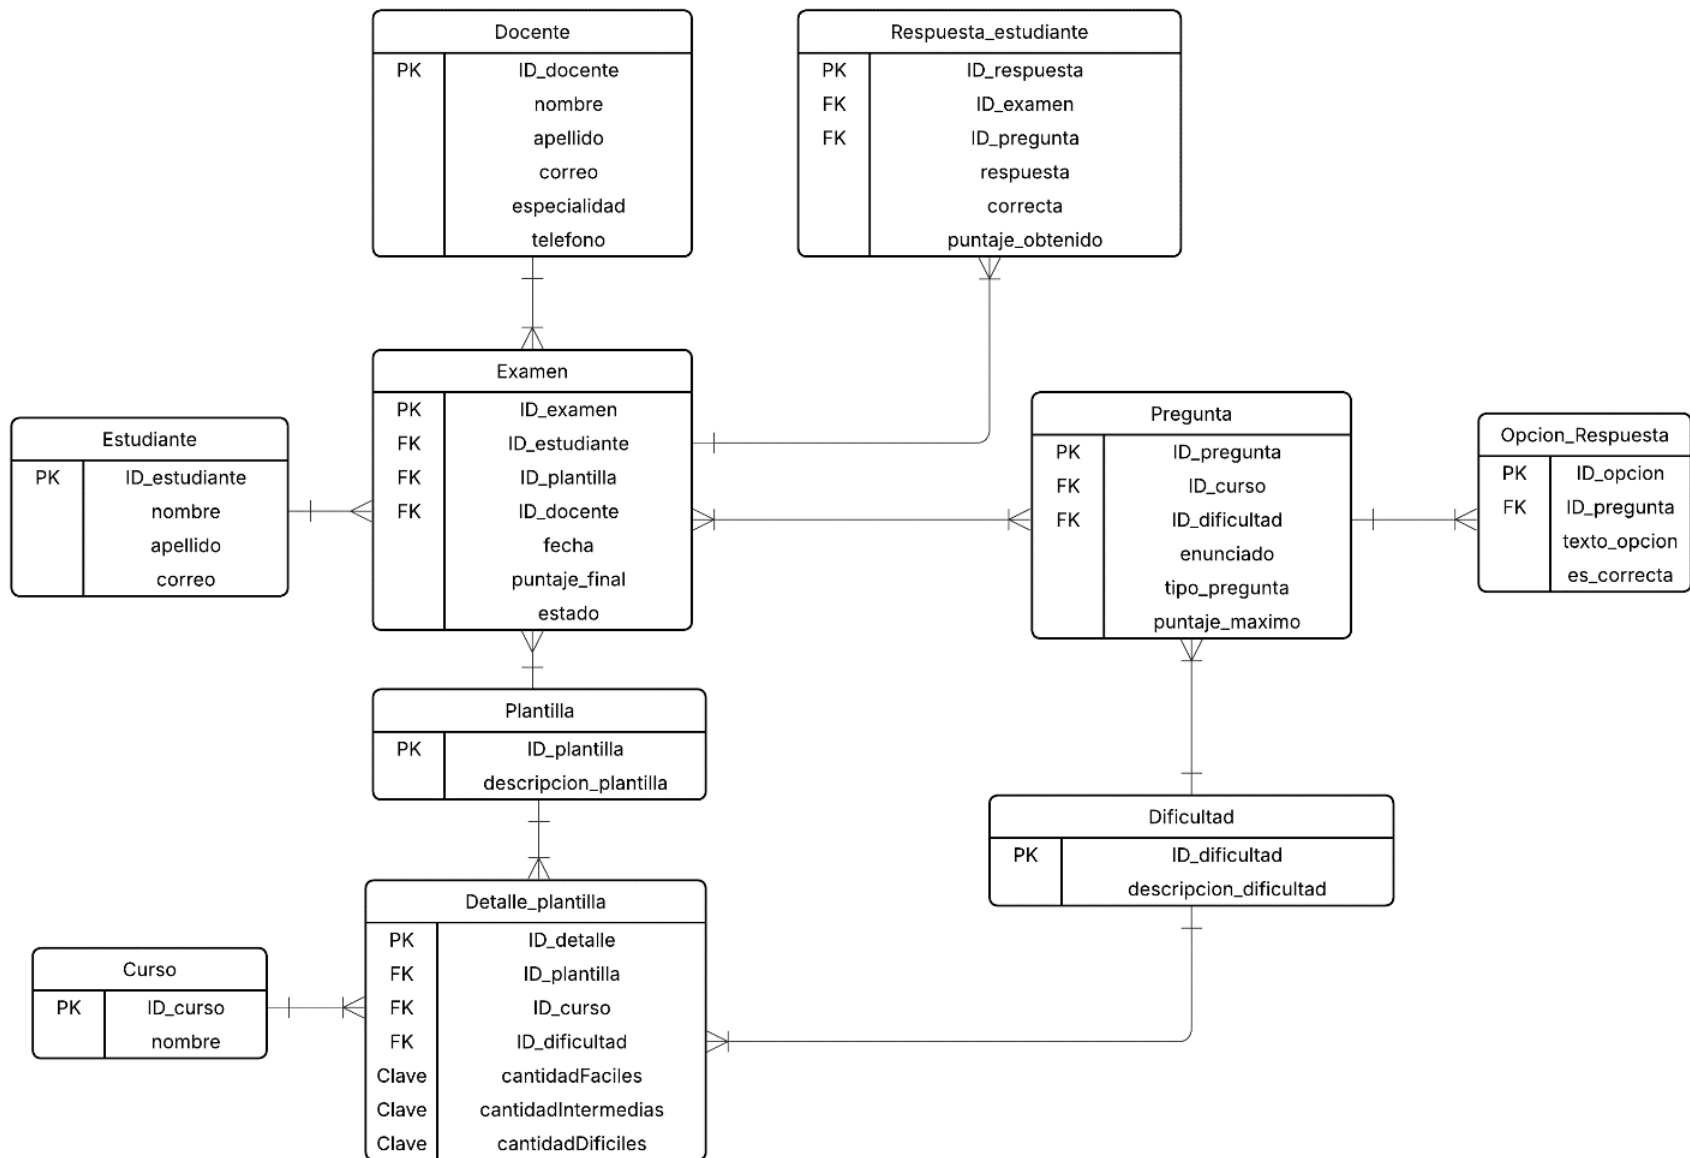 Docente
PK ID_docente
nombre
apellido
correo
especialidad
telefono
Respuesta_estudiante
PK ID_respuesta
FK ID_examen
FK ID_pregunta
respuesta
correcta
puntaje_obtenido
Examen
PK ID_examen
FK ID_estudiante
FK ID_plantilla
FK ID_docente
fecha
puntaje_final
estado
Estudiante
PK ID_estudiante
nombre
apellido
correo
Pregunta
PK ID_pregunta
FK ID_curso
FK ID_dificultad
enunciado
tipo_pregunta
puntaje_maximo
Opcion_Respuesta
PK ID_opcion
FK ID_pregunta
texto_opcion
es_correcta
Plantilla
PK ID_plantilla
descripcion_plantilla
Dificultad
PK ID_dificultad
descripcion_dificultad
Detalle_plantilla
PK ID_detalle
FK ID_plantilla
FK ID_curso
FK ID_dificultad
Clave cantidadFaciles
Clave cantidadIntermedias
Clave cantidadDificiles
Curso
PK ID_curso
nombre